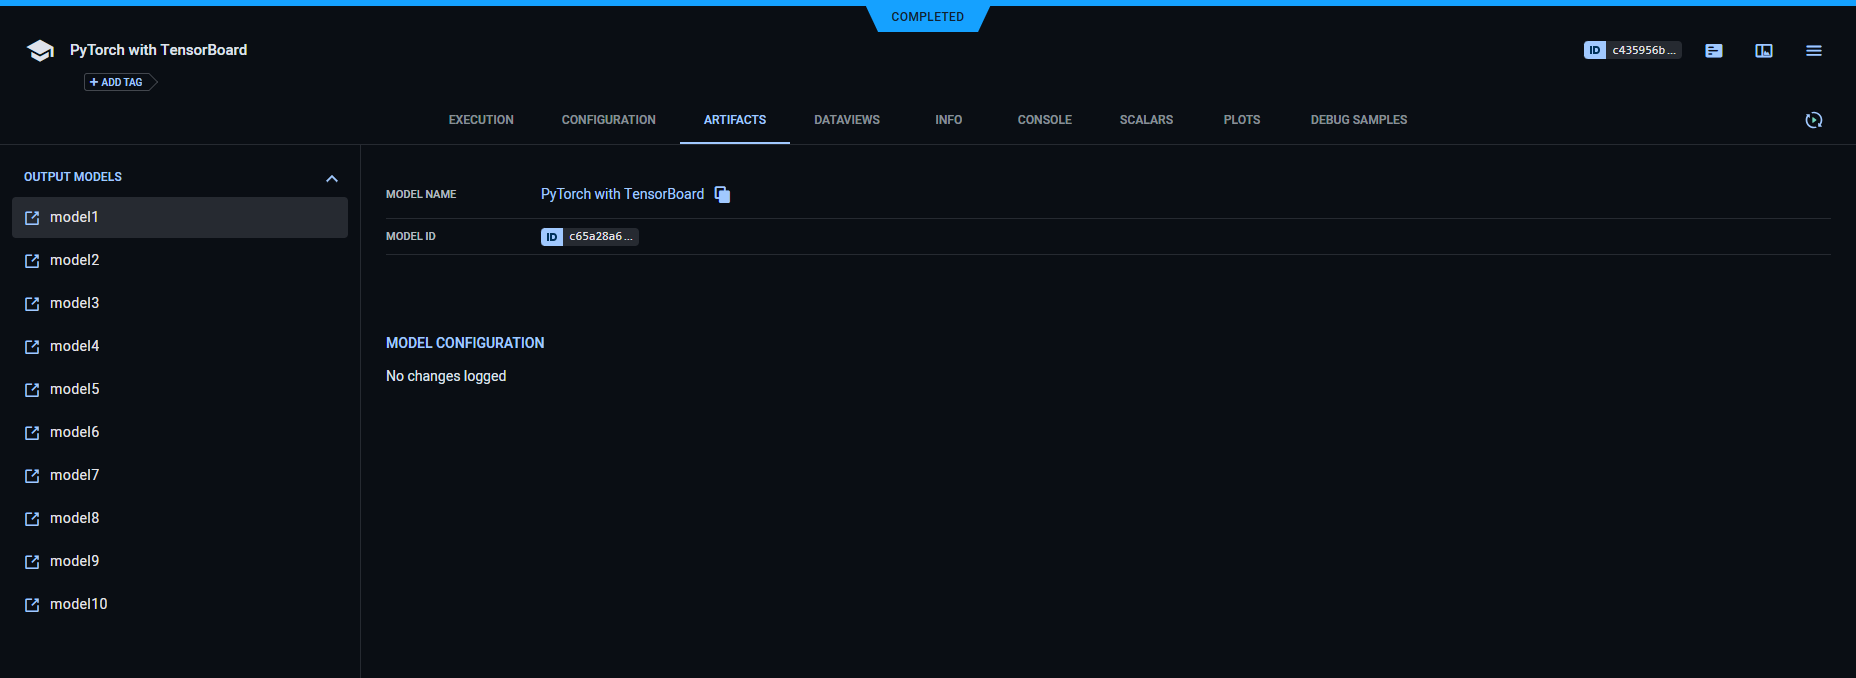 COMPLETED
PyTorch with TensorBoard
ID c435956b...
+ ADD TAG
EXECUTION CONFIGURATION ARTIFACTS DATAVIEWS INFO CONSOLE SCALARS PLOTS DEBUG SAMPLES
OUTPUT MODELS
model1
model2
model3
model4
model5
model6
model7
model8
model9
model10
MODEL NAME PyTorch with TensorBoard
MODEL ID ID c65a28a6...
MODEL CONFIGURATION
No changes logged